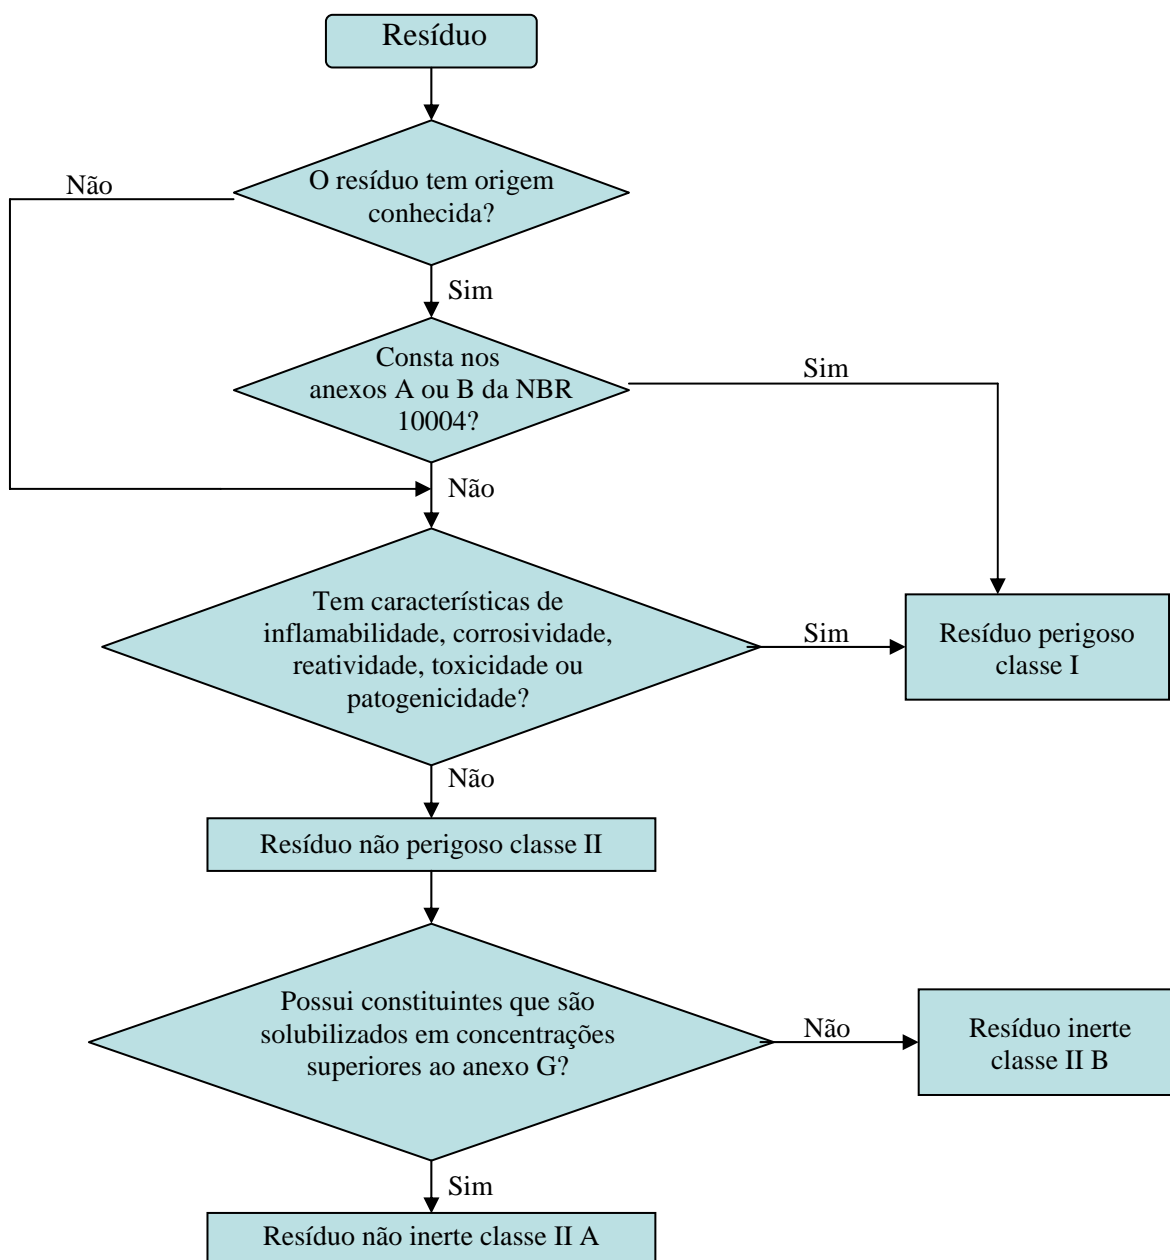 Resíduo
O resíduo tem origem
conhecida?
Não
Sim
Consta nos
anexos A ou B da NBR
10004?
Sim
Não
Tem características de
inflamabilidade, corrosividade,
reatividade, toxicidade ou
patogenicidade?
Sim
Resíduo perigoso
classe I
Não
Resíduo não perigoso classe II
Possui constituintes que são
solubilizados em concentrações
superiores ao anexo G?
Não
Resíduo inerte
classe II B
Sim
Resíduo não inerte classe II A